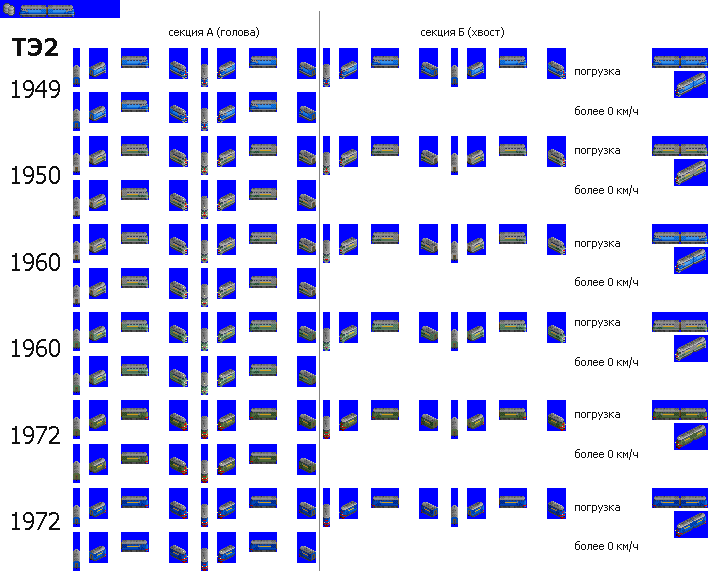 секция А (голова)
секция Б (хвост)
ТЭ2
1949
погрузка
более 0 км/ч
1950
погрузка
более 0 км/ч
1960
погрузка
более 0 км/ч
1960
погрузка
более 0 км/ч
1972
погрузка
более 0 км/ч
1972
погрузка
более 0 км/ч